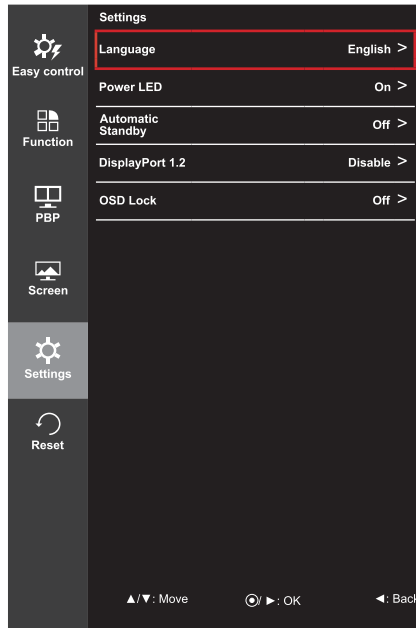 Settings
Easy control
Language English >
Power LED On >
Automatic
Standby Off >
Function
DisplayPort 1.2 Disable >
PBP
OSD Lock Off >
Screen
Settings
Reset
▲/▼: Move ⦿/ ►: OK ◄: Back